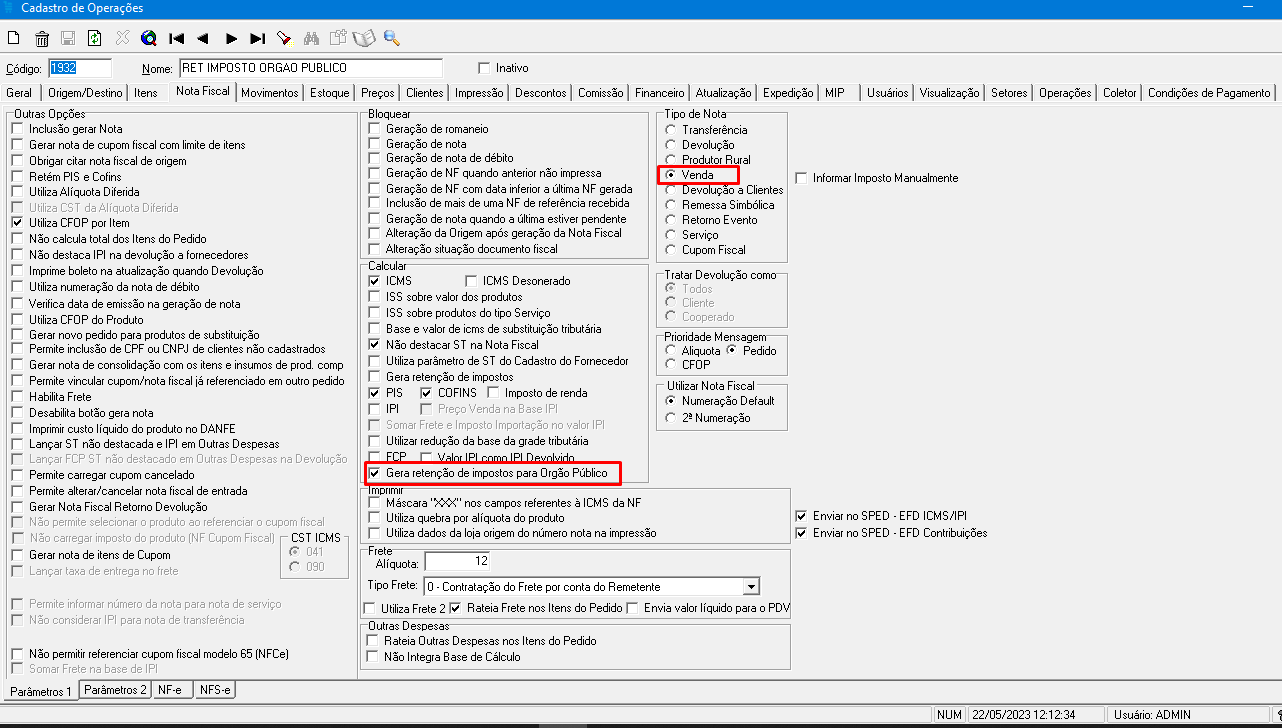 Cadastro de Operações
Código: 1932 Nome: RET IMPOSTO ORGAO PUBLICO Inativo
Geral Origem/Destino Itens Nota Fiscal Movimentos Estoque Preços Clientes Impressão Descontos Comissão Financeiro Atualização Expedição MIP Usuários Visualização Setores Operações Coletor Condições de Pagamento
Outras Opções
Inclusão gerar Nota
Gerar nota de cupom fiscal com limite de itens
Obrigar citar nota fiscal de origem
Retém PIS e Cofins
Utiliza Alíquota Diferida
Utiliza CST da Alíquota Diferida
Utiliza CFOP por Item
Não calcula total dos Itens do Pedido
Não destaca IPI na devolução a fornecedores
Imprime boleto na atualização quando Devolução
Utiliza numeração da nota de débito
Verifica data de emissão na geração de nota
Utiliza CFOP do Produto
Gerar novo pedido para produtos de substituição
Permite inclusão de CPF ou CNPJ de clientes não cadastrados
Gerar nota de consolidação com os itens e insumos de prod. comp
Permite vincular cupom/nota fiscal já referenciado em outro pedido
Habilita Frete
Desabilita botão gera nota
Imprimir custo líquido do produto no DANFE
Lançar ST não destacada e IPI em Outras Despesas
Lançar FCP ST não destacado em Outras Despesas na Devolução
Permite carregar cupom cancelado
Permite alterar/cancelar nota fiscal de entrada
Gerar Nota Fiscal Retorno Devolução
Não permite selecionar o produto ao referenciar o cupom fiscal
Não carregar imposto do produto (NF Cupom Fiscal)
Gerar nota de itens de Cupom
Lançar taxa de entrega no frete
CST ICMS
041
090
Permite informar número da nota para nota de serviço
Não considerar IPI para nota de transferência
Não permitir referenciar cupom fiscal modelo 65 (NFCe)
Somar Frete na base de IPI
Bloquear
Geração de romaneio
Geração de nota
Geração de nota de débito
Geração de NF quando anterior não impressa
Geração de NF com data inferior a última NF gerada
Inclusão de mais de uma NF de referência recebida
Geração de nota quando a última estiver pendente
Alteração da Origem após geração da Nota Fiscal
Alteração situação documento fiscal
Calcular
ICMS ICMS Desonerado
ISS sobre valor dos produtos
ISS sobre produtos do tipo Serviço
Base e valor de icms de substituição tributária
Não destacar ST na Nota Fiscal
Utiliza parâmetro de ST do Cadastro do Fornecedor
Gera retenção de impostos
PIS COFINS Imposto de renda
IPI Preço Venda na Base IPI
Somar Frete e Imposto Importação no valor IPI
Utilizar redução da base da grade tributária
FCP Valor IPI como IPI Devolvido
Gera retenção de impostos para Orgão Público
Imprimir
Máscara "XXX" nos campos referentes à ICMS da NF
Utiliza quebra por alíquota do produto
Utiliza dados da loja origem do número nota na impressão
Frete
Alíquota: 12
Tipo Frete: 0 - Contratação do Frete por conta do Remetente
Utiliza Frete 2 Rateia Frete nos Itens do Pedido Envia valor líquido para o PDV
Outras Despesas
Rateia Outras Despesas nos Itens do Pedido
Não Integra Base de Cálculo
Tipo de Nota
Transferência
Devolução
Produtor Rural
Venda
Devolução a Clientes
Remessa Simbólica
Retorno Evento
Serviço
Cupom Fiscal
Tratar Devolução como
Todos
Cliente
Cooperado
Prioridade Mensagem
Aliquota Pedido
CFOP
Utilizar Nota Fiscal
Numeração Default
2ª Numeração
Informar Imposto Manualmente
Enviar no SPED - EFD ICMS/IPI
Enviar no SPED - EFD Contribuições
Parâmetros 1 Parâmetros 2 NF-e NFS-e
NUM 22/05/2023 12:12:34 Usuário: ADMIN